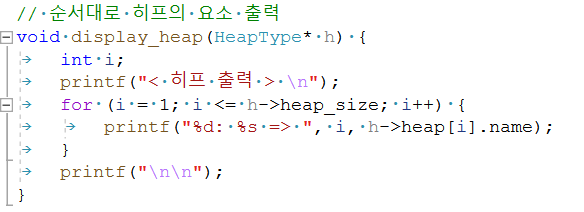 // 순서대로 히프의 요소 출력
void display_heap(HeapType* h) {
int i;
printf("< 히프 출력 > \n");
for (i = 1; i <= h->heap_size; i++) {
printf("%d: %s => ", i, h->heap[i].name);
}
printf("\n\n");
}